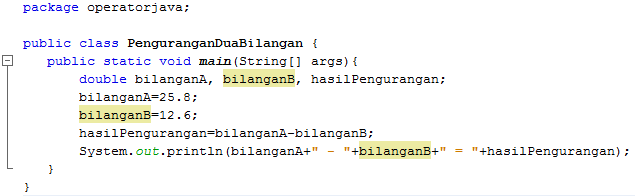 package operatorjava;
public class PenguranganDuaBilangan {
public static void main(String[] args){
double bilanganA, bilanganB, hasilPengurangan;
bilanganA=25.8;
bilanganB=12.6;
hasilPengurangan=bilanganA-bilanganB;
System.out.println(bilanganA+" - "+bilanganB+" = "+hasilPengurangan);
}
}